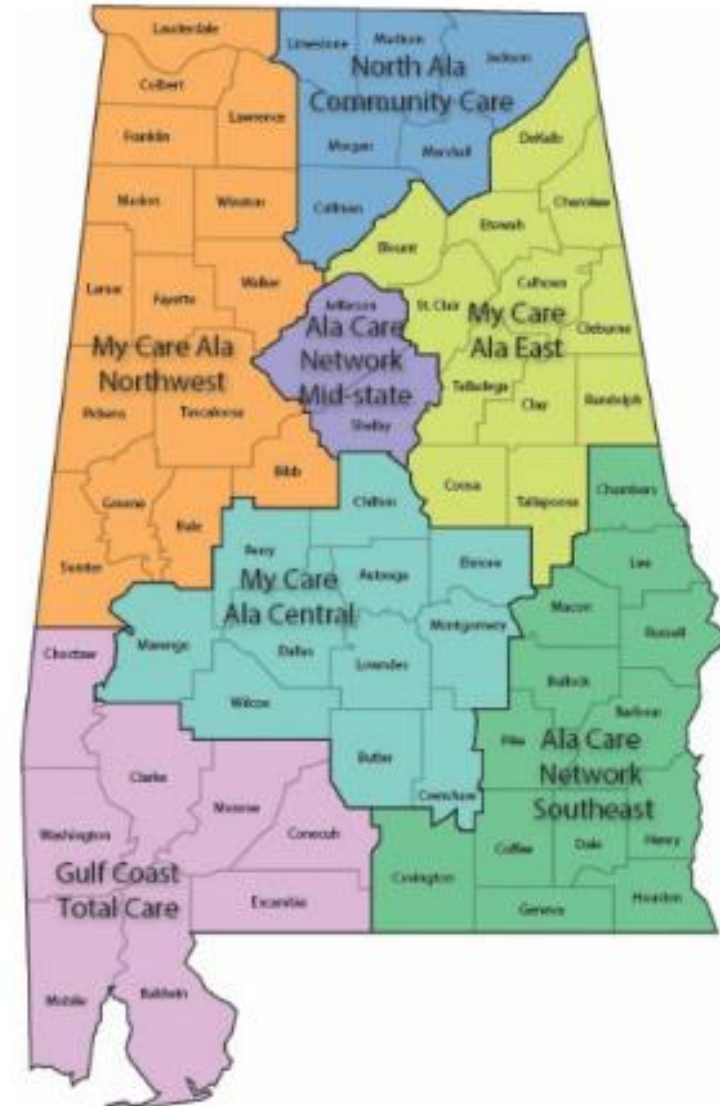 Lauderdale
Limestone
Madison
Jackson
North Ala
Community Care
Colbert
Lawrence
Franklin
Morgan
Marshall
DeKalb
Marion
Winston
Cullman
Cherokee
Etowah
Blount
Walker
Lamar
Fayette
Calhoun
Jefferson
St. Clair
My Care
Ala East
Cleburne
Ala Care
Network
Mid-state
My Care Ala
Northwest
Talladega
Clay
Randolph
Pickens
Tuscaloosa
Shelby
Bibb
Coosa
Tallapoosa
Chambers
Greene
Hale
Chilton
Sumter
Perry
Autauga
Elmore
Lee
My Care
Ala Central
Macon
Montgomery
Russell
Choctaw
Marengo
Dallas
Lowndes
Bullock
Wilcox
Barbour
Pike
Ala Care
Network
Southeast
Butler
Clarke
Crenshaw
Monroe
Washington
Conecuh
Coffee
Dale
Henry
Gulf Coast
Total Care
Covington
Escambia
Geneva
Houston
Mobile
Baldwin